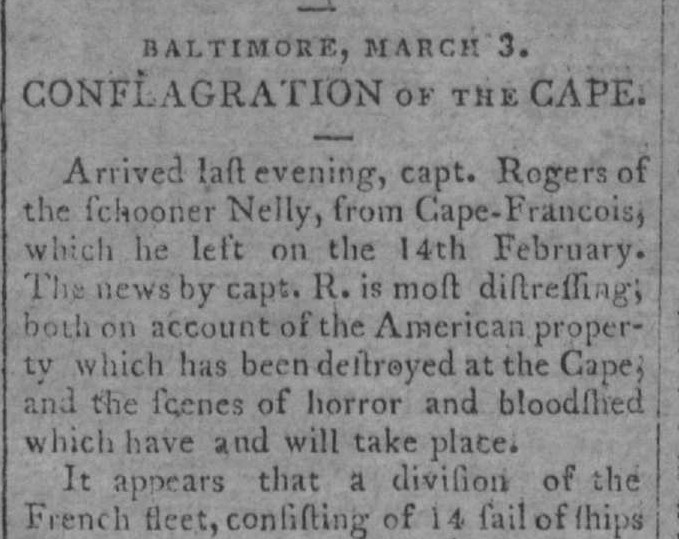 BALTIMORE, MARCH 3.
CONFLAGRATION OF THE CAPE.
Arrived laſt evening, capt. Rogers of
the ſchooner Nelly, from Cape-Francois,
which he left on the 14th February.
The news by capt. R. is moſt diſtreſſing;
both on account of the American proper-
ty which has been deſtroyed at the Cape,
and the ſcenes of horror and bloodſhed
which have and will take place.
It appears that a diviſion of the
French fleet, conſiſting of 14 ſail of ſhips